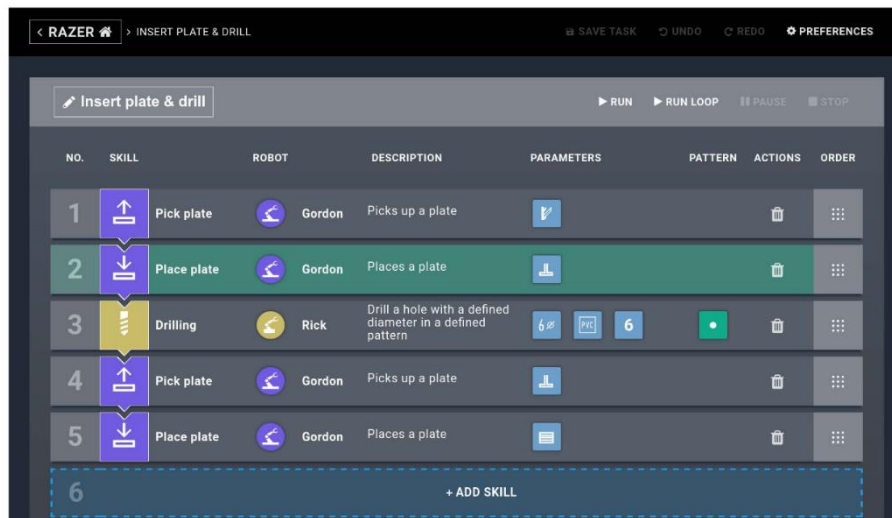 < RAZER > INSERT PLATE & DRILL SAVE TASK UNDO REDO PREFERENCES
Insert plate & drill RUN RUN LOOP PAUSE STOP
NO. SKILL ROBOT DESCRIPTION PARAMETERS PATTERN ACTIONS ORDER
1 Pick plate Gordon Picks up a plate
2 Place plate Gordon Places a plate
3 Drilling Rick Drill a hole with a defined
diameter in a defined
pattern
6 ⌀ PVC 6
4 Pick plate Gordon Picks up a plate
5 Place plate Gordon Places a plate
6 + ADD SKILL